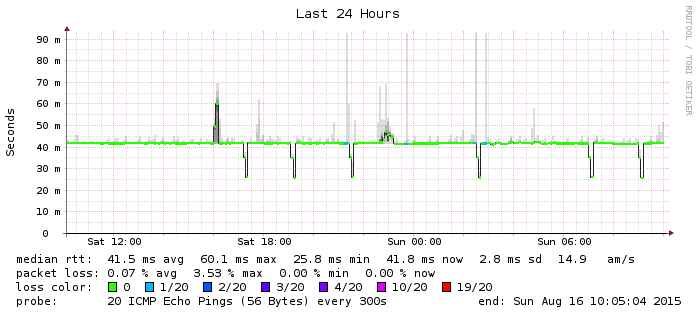 Last 24 Hours
RRDTOOL / TOBI OETIKER
Seconds
90 m
80 m
70 m
60 m
50 m
40 m
30 m
20 m
10 m
0
Sat 12:00 Sat 18:00 Sun 00:00 Sun 06:00
median rtt: 41.5 ms avg 60.1 ms max 25.8 ms min 41.8 ms now 2.8 ms sd 14.9 am/s
packet loss: 0.07 % avg 3.53 % max 0.00 % min 0.00 % now
loss color: 0 1/20 2/20 3/20 4/20 10/20 19/20
probe: 20 ICMP Echo Pings (56 Bytes) every 300s end: Sun Aug 16 10:05:04 2015